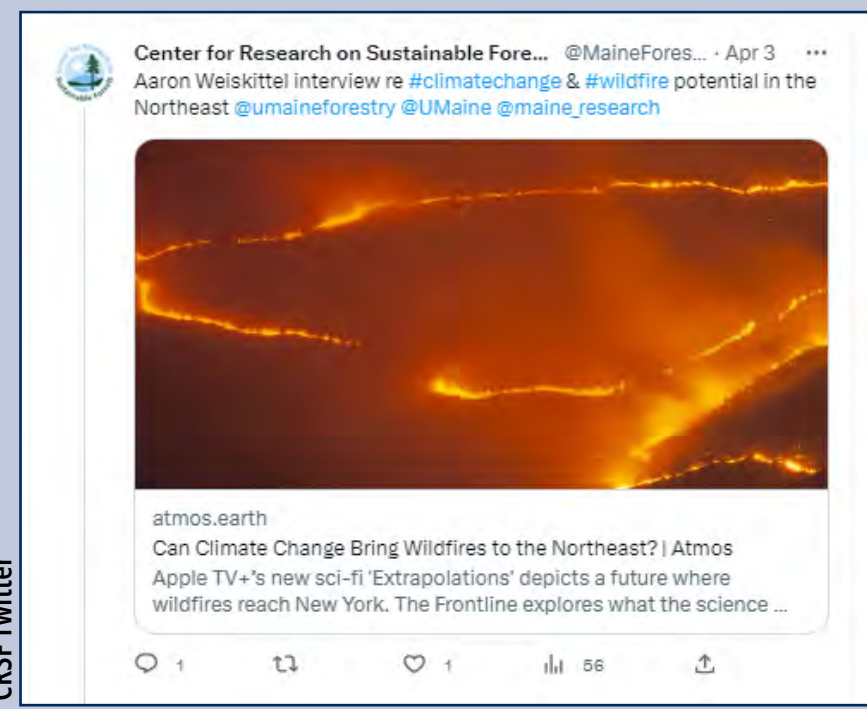 Center for Research on Sustainable Fore... @MaineFores... · Apr 3 ...
Aaron Weiskittel interview re #climatechange & #wildfire potential in the
Northeast @umaineforestry @UMaine @maine_research
atmos.earth
Can Climate Change Bring Wildfires to the Northeast? | Atmos
Apple TV+'s new sci-fi 'Extrapolations' depicts a future where
wildfires reach New York. The Frontline explores what the science ...
1 1 56
CRSF Twitter